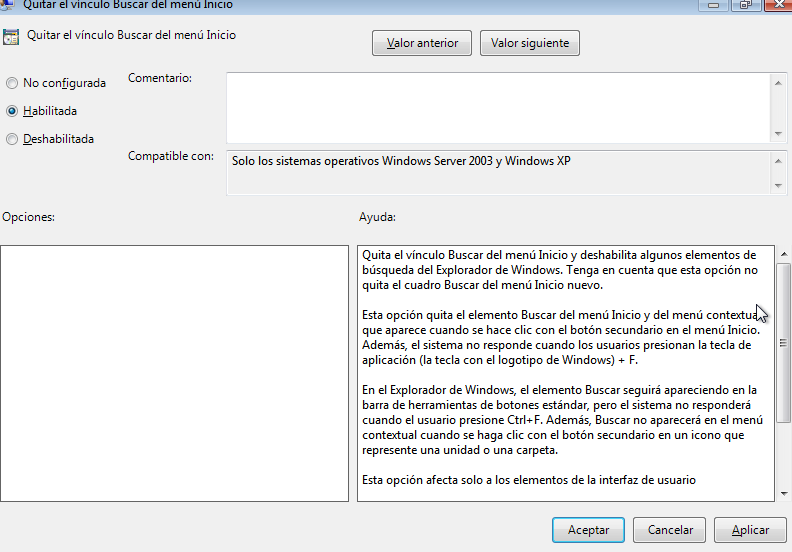 Quitar el vínculo Buscar del menú Inicio
Quitar el vínculo Buscar del menú Inicio
Valor anterior
Valor siguiente
No configurada
Habilitada
Deshabilitada
Comentario:
Compatible con:
Solo los sistemas operativos Windows Server 2003 y Windows XP
Opciones:
Ayuda:
Quita el vínculo Buscar del menú Inicio y deshabilita algunos elementos de
búsqueda del Explorador de Windows. Tenga en cuenta que esta opción no
quita el cuadro Buscar del menú Inicio nuevo.
Esta opción quita el elemento Buscar del menú Inicio y del menú contextual
que aparece cuando se hace clic con el botón secundario en el menú Inicio.
Además, el sistema no responde cuando los usuarios presionan la tecla de
aplicación (la tecla con el logotipo de Windows) + F.
En el Explorador de Windows, el elemento Buscar seguirá apareciendo en la
barra de herramientas de botones estándar, pero el sistema no responderá
cuando el usuario presione Ctrl+F. Además, Buscar no aparecerá en el menú
contextual cuando se haga clic con el botón secundario en un icono que
represente una unidad o una carpeta.
Esta opción afecta solo a los elementos de la interfaz de usuario
Aceptar
Cancelar
Aplicar